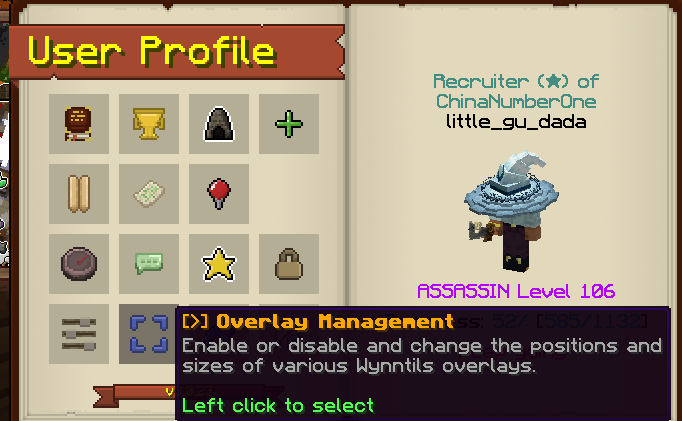 User Profile
Recruiter (★) of
ChinaNumberOne
little_gu_dada
ASSASSIN Level 106
[>] Overlay Management
Enable or disable and change the positions and
sizes of various Wynntils overlays.
Left click to select